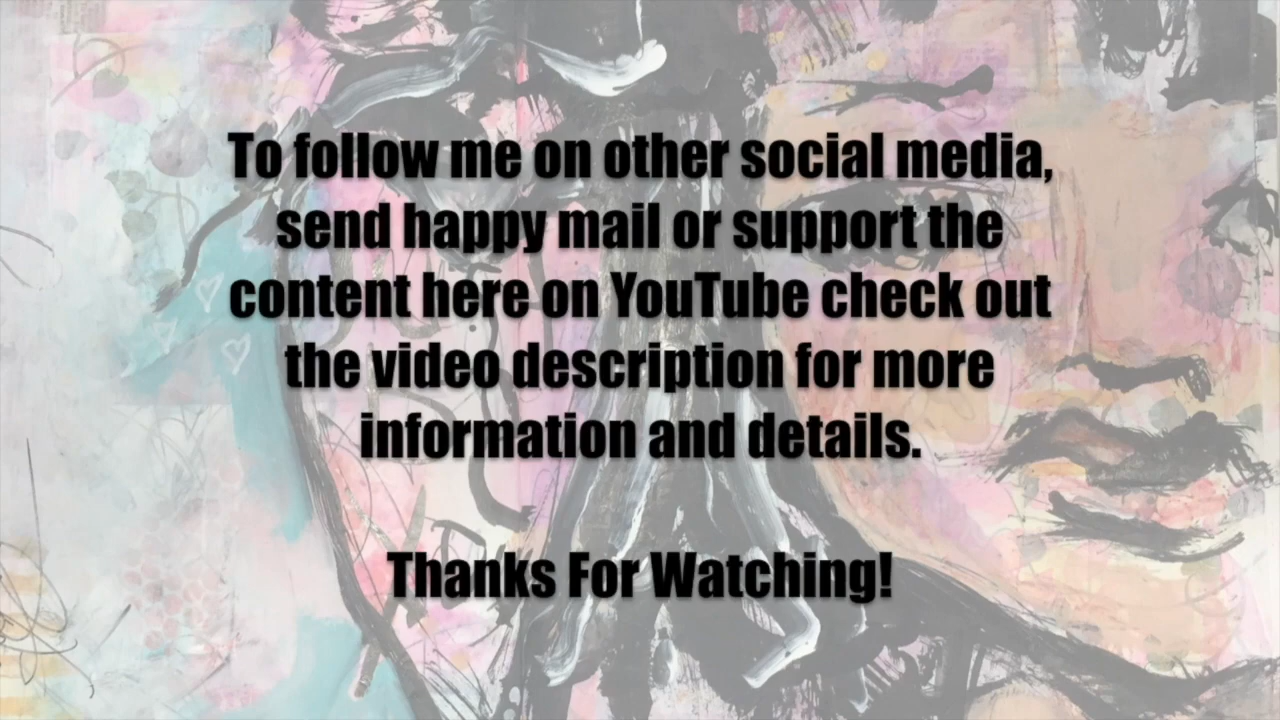 To follow me on other social media,
send happy mail or support the
content here on YouTube check out
the video description for more
information and details.
Thanks For Watching!